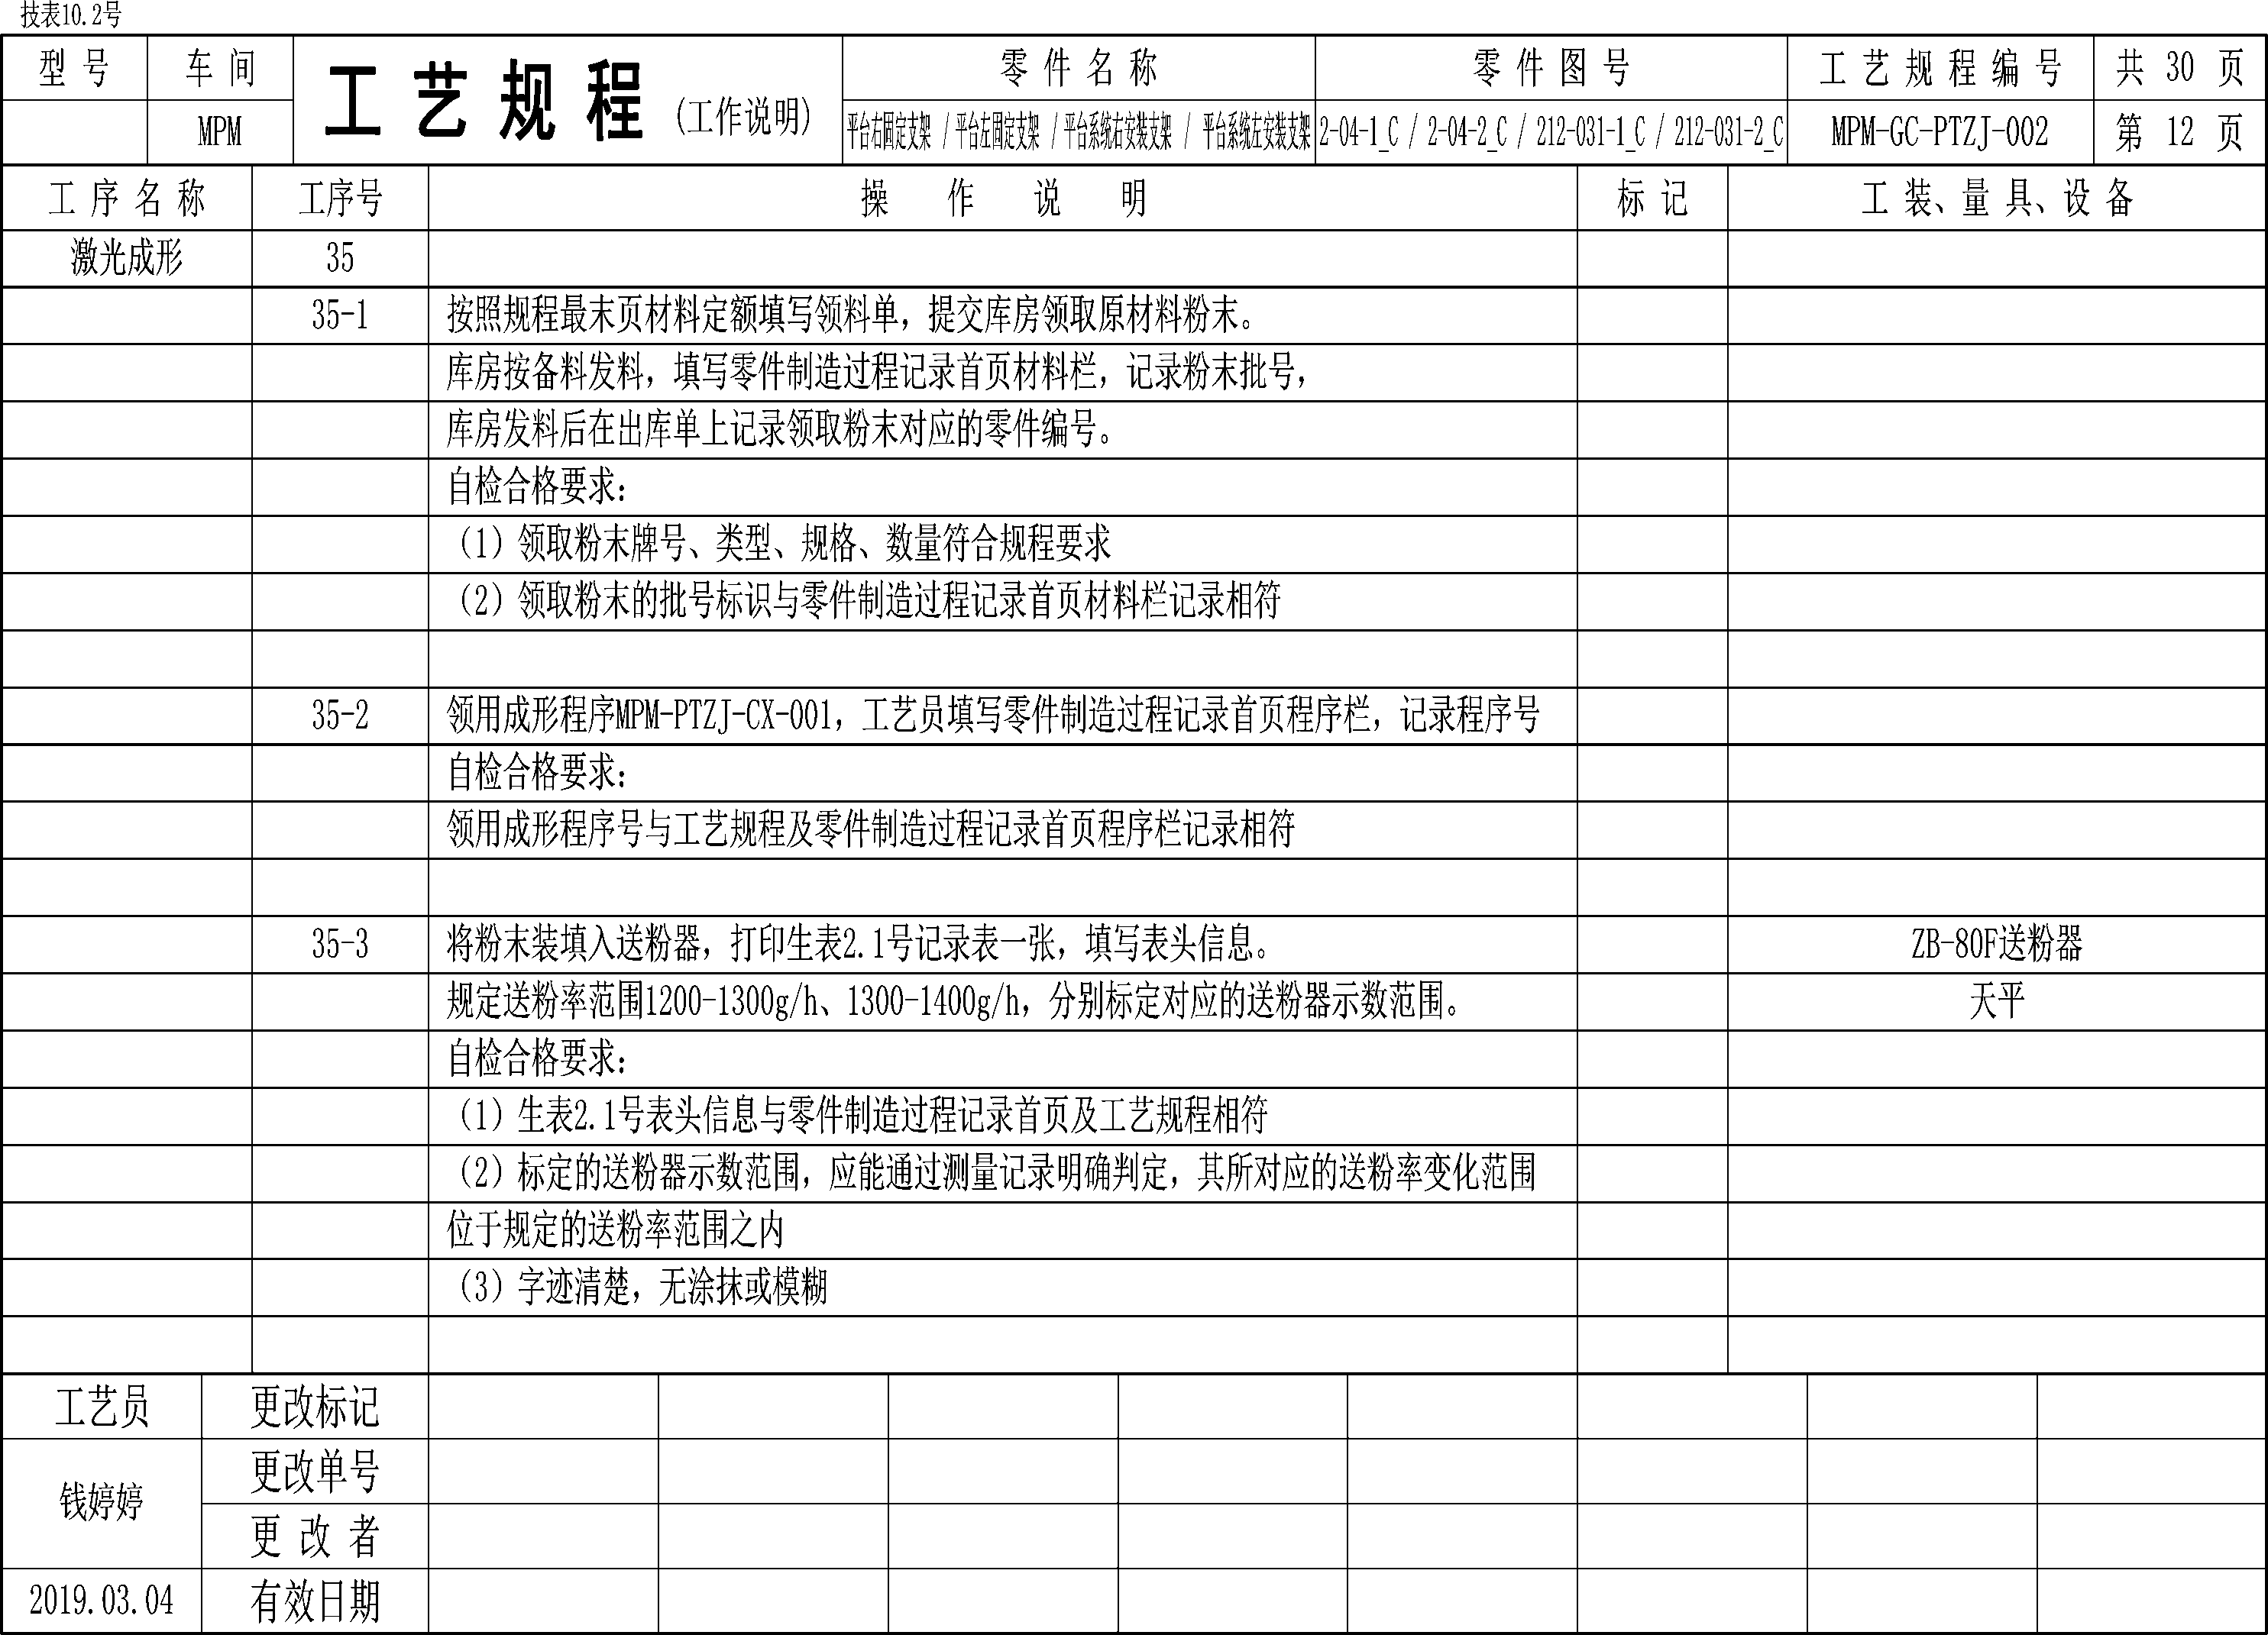 技表10.2号
型 号 车 间 工 艺 规 程 (工作说明) 零 件 名 称 零 件 图 号 工 艺 规 程 编 号 共 30 页
MPM 平台右固定支架 / 平台左固定支架 / 平台系统右安装支架 / 平台系统左安装支架 2-04-1_C / 2-04-2_C / 212-031-1_C / 212-031-2_C MPM-GC-PTZJ-002 第 12 页
工 序 名 称 工序号 操 作 说 明 标 记 工 装、量 具、设 备
激光成形 35
35-1 按照规程最末页材料定额填写领料单，提交库房领取原材料粉末。
库房按备料发料，填写零件制造过程记录首页材料栏，记录粉末批号，
库房发料后在出库单上记录领取粉末对应的零件编号。
自检合格要求：
（1）领取粉末牌号、类型、规格、数量符合规程要求
（2）领取粉末的批号标识与零件制造过程记录首页材料栏记录相符
35-2 领用成形程序MPM-PTZJ-CX-001，工艺员填写零件制造过程记录首页程序栏，记录程序号
自检合格要求：
领用成形程序号与工艺规程及零件制造过程记录首页程序栏记录相符
35-3 将粉末装填入送粉器，打印生表2.1号记录表一张，填写表头信息。 ZB-80F送粉器
规定送粉率范围1200-1300g/h、1300-1400g/h，分别标定对应的送粉器示数范围。 天平
自检合格要求：
（1）生表2.1号表头信息与零件制造过程记录首页及工艺规程相符
（2）标定的送粉器示数范围，应能通过测量记录明确判定，其所对应的送粉率变化范围
位于规定的送粉率范围之内
（3）字迹清楚，无涂抹或模糊
工艺员 更改标记
更改单号
钱婷婷
更 改 者
2019.03.04 有效日期